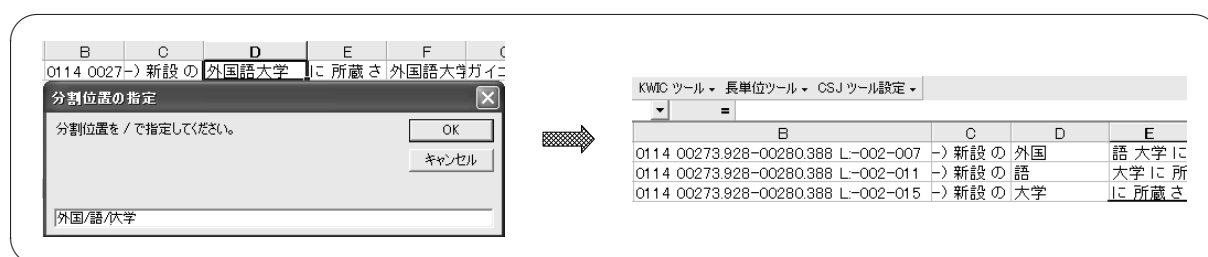 B C D E F
0114 0027 -) 新設 の 外国語大学 に 所蔵 さ 外国語大学 ガイコ
分割位置の指定
分割位置を / で指定してください。
OK
キャンセル
外国/語/大学
KWIC ツール 長単位ツール CSJ ツール設定
=
B C D E
0114 00273.928-00280.388 L:-002-007 -) 新設 の 外国 語 大学 に
0114 00273.928-00280.388 L:-002-011 -) 新設 の 語 大学 に 所
0114 00273.928-00280.388 L:-002-015 -) 新設 の 大学 に 所蔵 さ